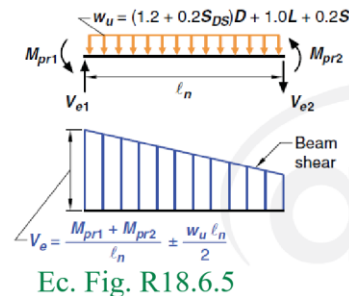 w_u = (1.2 + 0.2S_DS)D + 1.0L + 0.2S
M_pr1
M_pr2
ℓ_n
V_e1
V_e2
Beam
shear
V_e = (M_pr1 + M_pr2)/ℓ_n ± (w_u ℓ_n)/2
Ec. Fig. R18.6.5